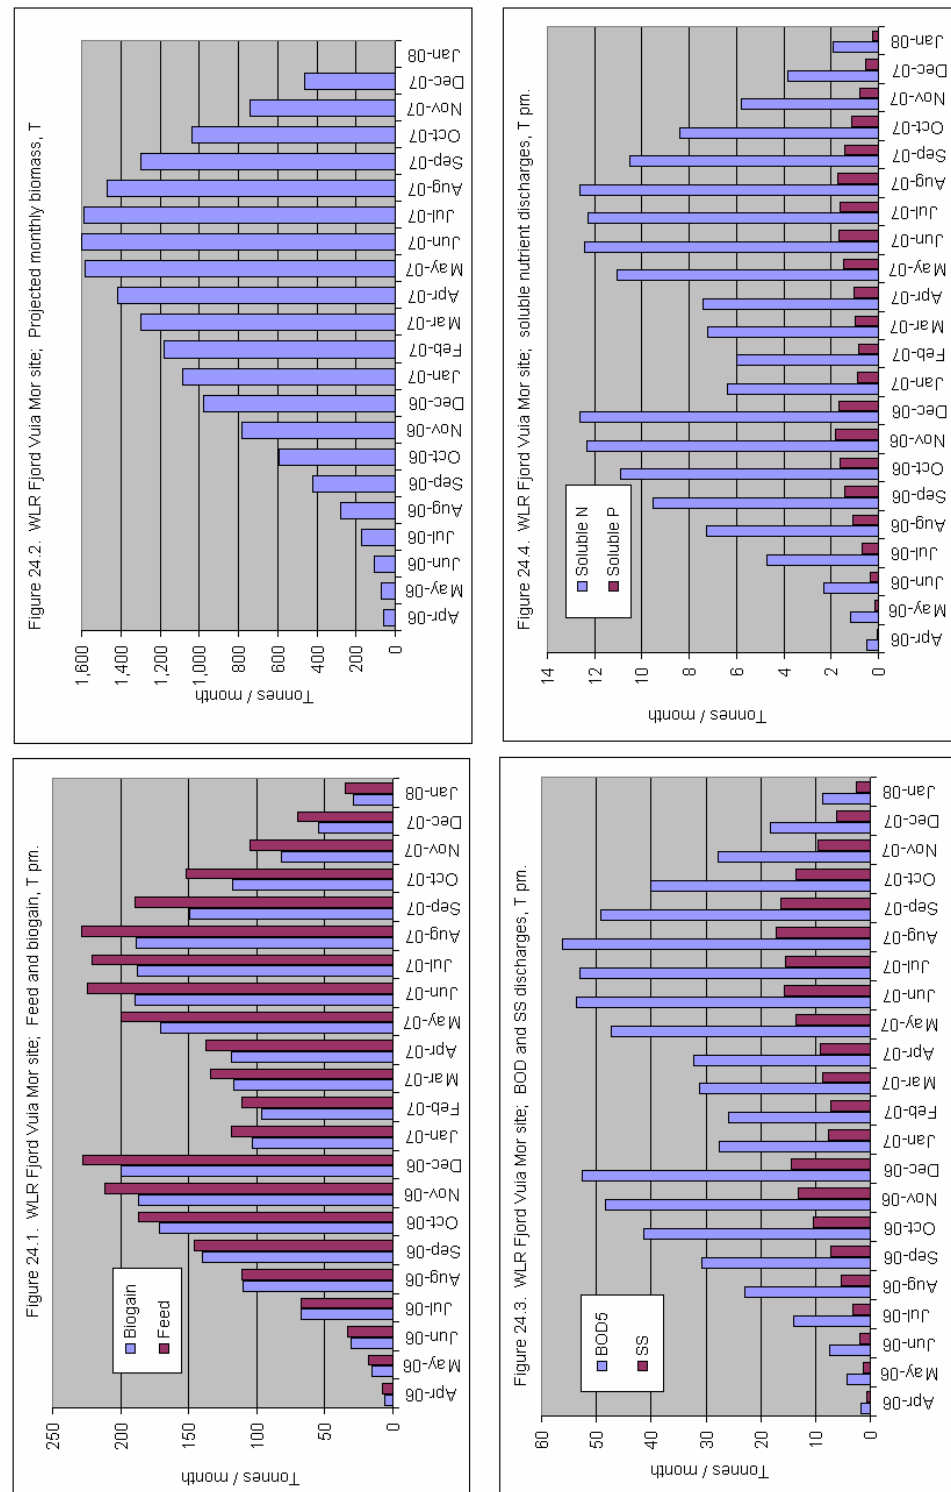 Figure 24.1. WLR Fjord Vuia Mor site; Feed and biogain, T pm.
Tonnes / month
250
200
150
100
50
0
Biogain
Feed
Apr-06
May-06
Jun-06
Jul-06
Aug-06
Sep-06
Oct-06
Nov-06
Dec-06
Jan-07
Feb-07
Mar-07
Apr-07
May-07
Jun-07
Jul-07
Aug-07
Sep-07
Oct-07
Nov-07
Dec-07
Jan-08
Figure 24.2. WLR Fjord Vuia Mor site; Projected monthly biomass, T
Tonnes / month
1,600
1,400
1,200
1,000
800
600
400
200
0
Apr-06
May-06
Jun-06
Jul-06
Aug-06
Sep-06
Oct-06
Nov-06
Dec-06
Jan-07
Feb-07
Mar-07
Apr-07
May-07
Jun-07
Jul-07
Aug-07
Sep-07
Oct-07
Nov-07
Dec-07
Jan-08
Figure 24.3. WLR Fjord Vuia Mor site; BOD and SS discharges, T pm.
Tonnes / month
60
50
40
30
20
10
0
BOD5
SS
Apr-06
May-06
Jun-06
Jul-06
Aug-06
Sep-06
Oct-06
Nov-06
Dec-06
Jan-07
Feb-07
Mar-07
Apr-07
May-07
Jun-07
Jul-07
Aug-07
Sep-07
Oct-07
Nov-07
Dec-07
Jan-08
Figure 24.4. WLR Fjord Vuia Mor site; soluble nutrient discharges, T pm.
Tonnes / month
14
12
10
8
6
4
2
0
Soluble N
Soluble P
Apr-06
May-06
Jun-06
Jul-06
Aug-06
Sep-06
Oct-06
Nov-06
Dec-06
Jan-07
Feb-07
Mar-07
Apr-07
May-07
Jun-07
Jul-07
Aug-07
Sep-07
Oct-07
Nov-07
Dec-07
Jan-08